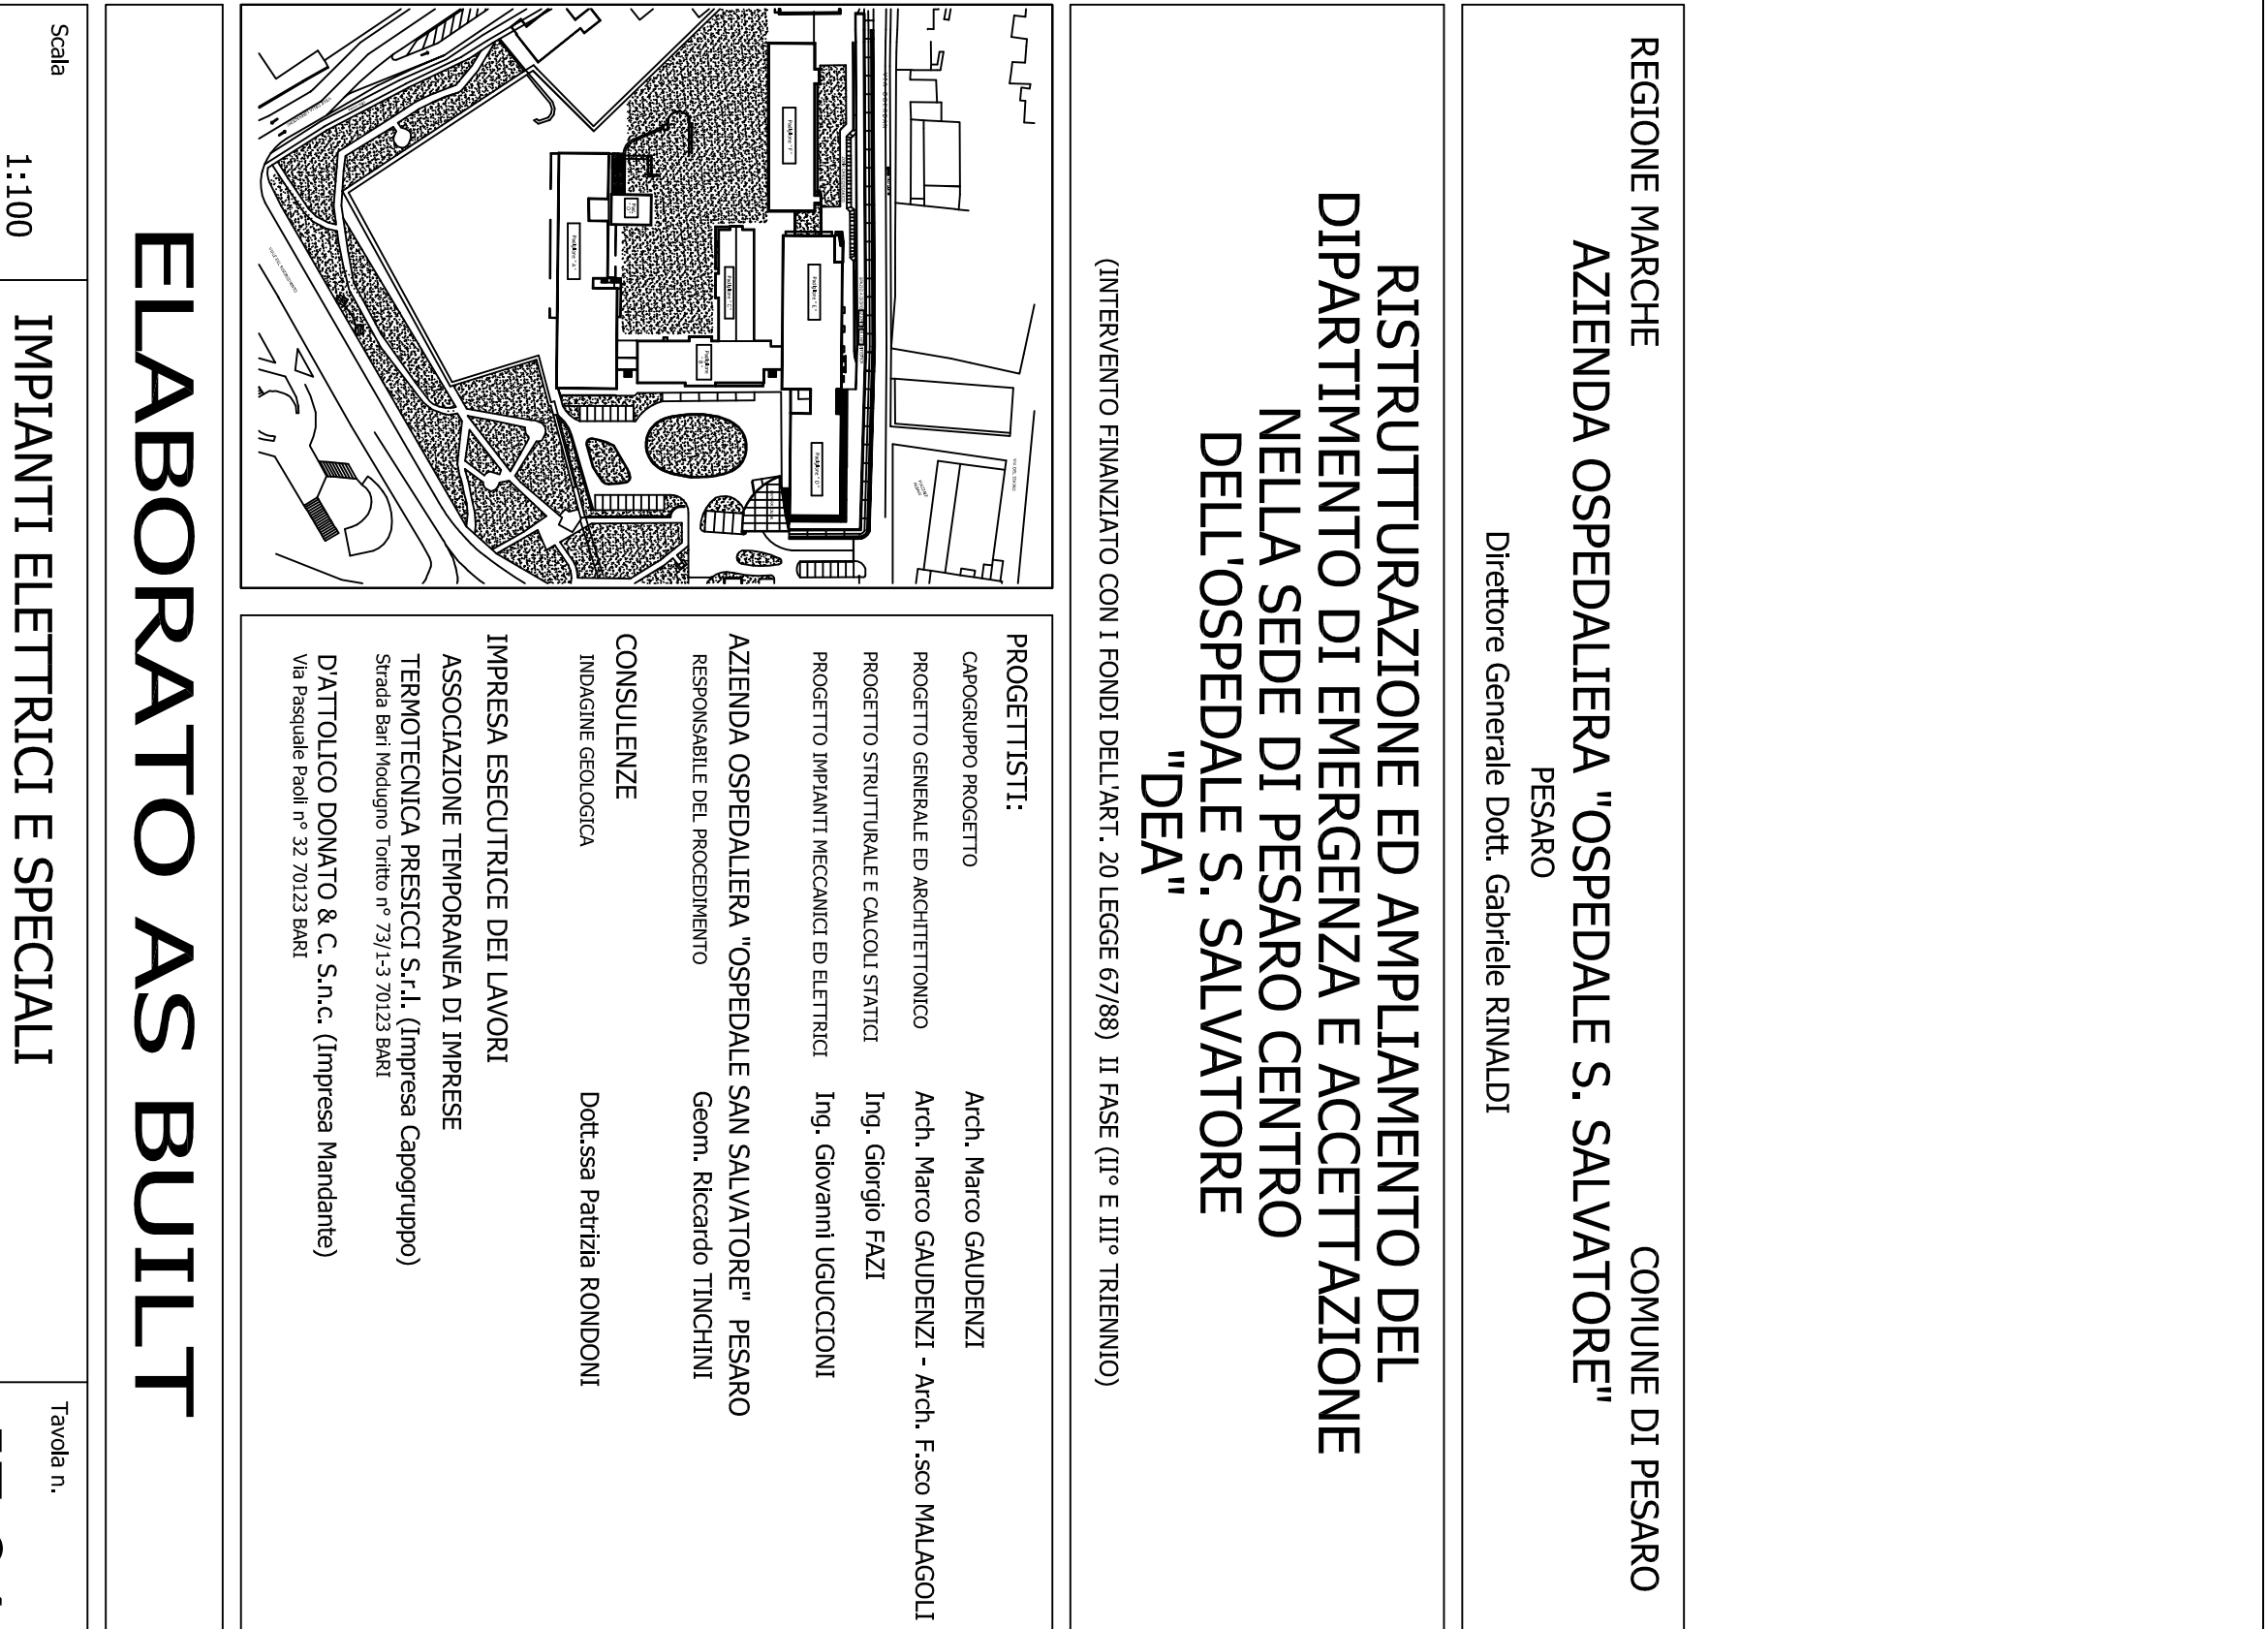 REGIONE MARCHE
COMUNE DI PESARO
AZIENDA OSPEDALIERA "OSPEDALE S. SALVATORE"
PESARO
Direttore Generale Dott. Gabriele RINALDI
RISTRUTTURAZIONE ED AMPLIAMENTO DEL
DIPARTIMENTO DI EMERGENZA E ACCETTAZIONE
NELLA SEDE DI PESARO CENTRO
DELL'OSPEDALE S. SALVATORE
"DEA"
(INTERVENTO FINANZIATO CON I FONDI DELL'ART. 20 LEGGE 67/88) II FASE (II° E III° TRIENNIO)
Padiglione "F"
Padiglione "A"
Padiglione "C"
Padiglione "E"
Padiglione "B"
Padiglione "D"
PROGETTISTI:
CAPOGRUPPO PROGETTO Arch. Marco GAUDENZI
PROGETTO GENERALE ED ARCHITETTONICO Arch. Marco GAUDENZI - Arch. F.sco MALAGOLI
PROGETTO STRUTTURALE E CALCOLI STATICI Ing. Giorgio FAZI
PROGETTO IMPIANTI MECCANICI ED ELETTRICI Ing. Giovanni UGUCCIONI
AZIENDA OSPEDALIERA "OSPEDALE SAN SALVATORE" PESARO
RESPONSABILE DEL PROCEDIMENTO Geom. Riccardo TINCHINI
CONSULENZE
INDAGINE GEOLOGICA Dott.ssa Patrizia RONDONI
IMPRESA ESECUTRICE DEI LAVORI
ASSOCIAZIONE TEMPORANEA DI IMPRESE
TERMOTECNICA PRESICCI S.r.l. (Impresa Capogruppo)
Strada Bari Modugno Toritto n° 73/1-3 70123 BARI
D'ATTOLICO DONATO & C. S.n.c. (Impresa Mandante)
Via Pasquale Paoli n° 32 70123 BARI
ELABORATO AS BUILT
Scala
1:100
IMPIANTI ELETTRICI E SPECIALI
Tavola n.